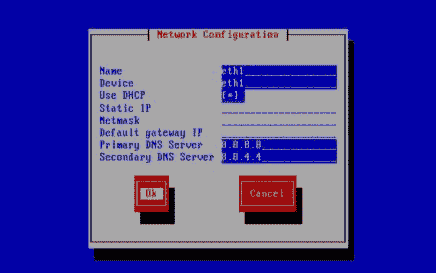 Network Configuration
Name eth1
Device eth1
Use DHCP [*]
Static IP
Netmask
Default gateway IP
Primary DNS Server 8.8.8.8
Secondary DNS Server 8.8.4.4
Ok Cancel